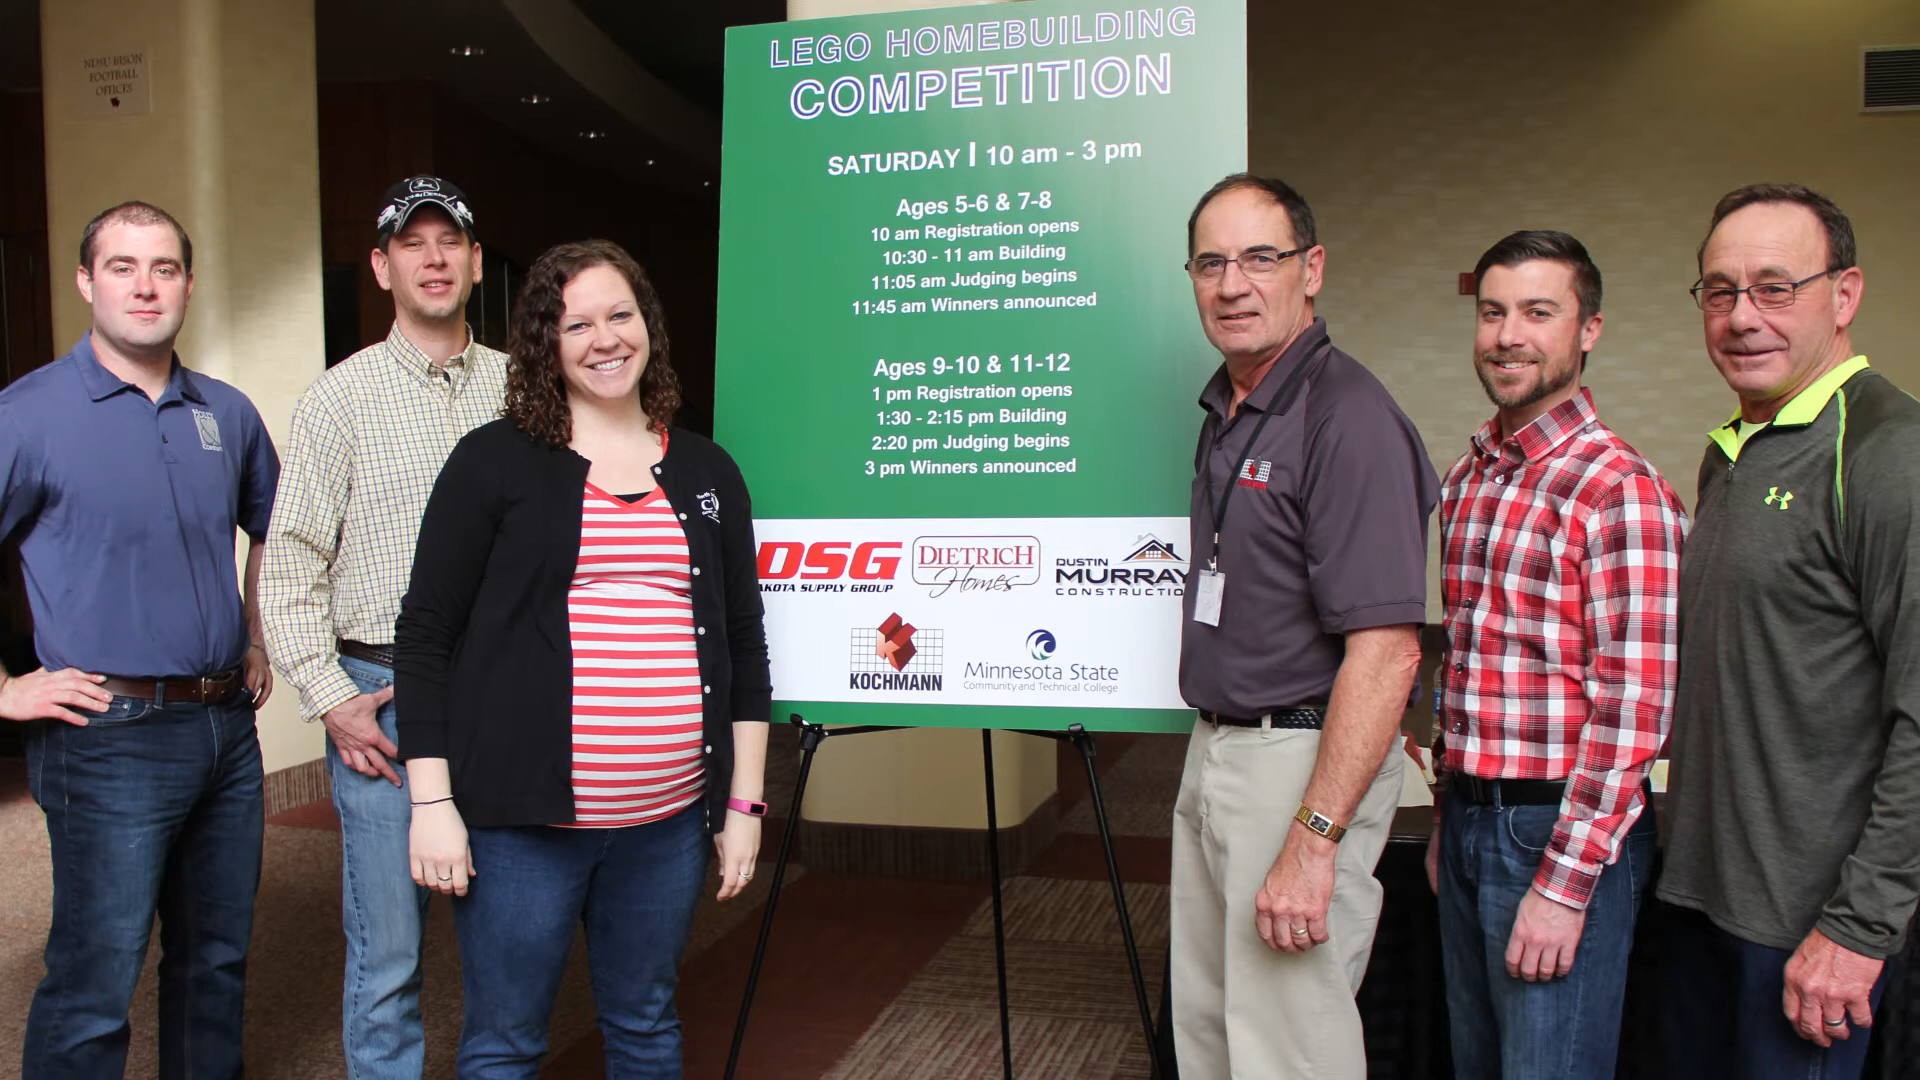 NDSU BISON
FOOTBALL
OFFICES
LEGO HOMEBUILDING
COMPETITION
SATURDAY | 10 am - 3 pm
Ages 5-6 & 7-8
10 am Registration opens
10:30 - 11 am Building
11:05 am Judging begins
11:45 am Winners announced
Ages 9-10 & 11-12
1 pm Registration opens
1:30 - 2:15 pm Building
2:20 pm Judging begins
3 pm Winners announced
DSG
AKOTA SUPPLY GROUP
DIETRICH
Homes
DUSTIN
MURRAY
CONSTRUCTIO
KOCHMANN
Minnesota State
Community and Technical College
JOHN DEERE